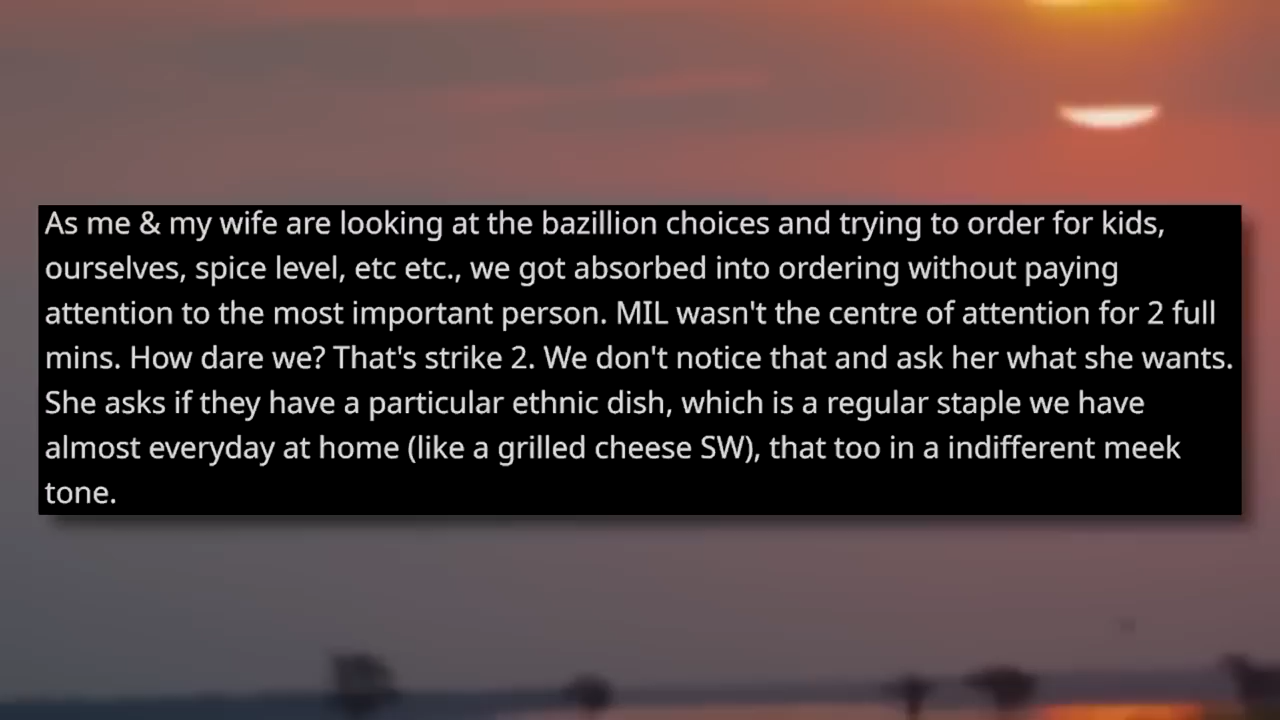 As me & my wife are looking at the bazillion choices and trying to order for kids,
ourselves, spice level, etc etc., we got absorbed into ordering without paying
attention to the most important person. MIL wasn't the centre of attention for 2 full
mins. How dare we? That's strike 2. We don't notice that and ask her what she wants.
She asks if they have a particular ethnic dish, which is a regular staple we have
almost everyday at home (like a grilled cheese SW), that too in a indifferent meek
tone.